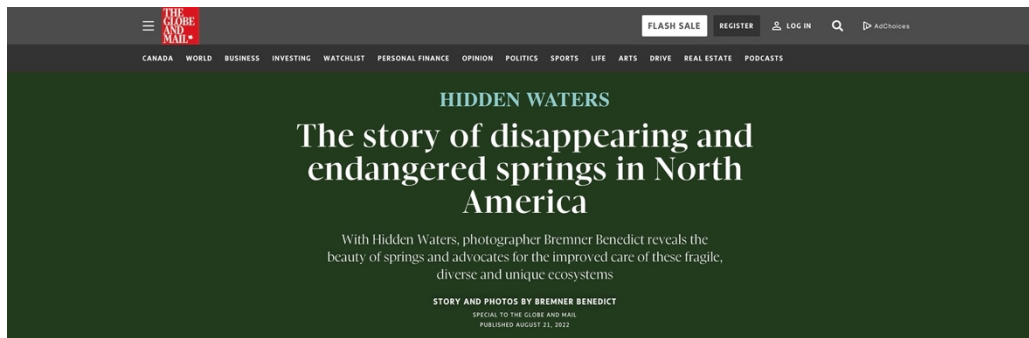 THE
GLOBE
AND
MAIL*
FLASH SALE REGISTER LOG IN AdChoices
CANADA WORLD BUSINESS INVESTING WATCHLIST PERSONAL FINANCE OPINION POLITICS SPORTS LIFE ARTS DRIVE REAL ESTATE PODCASTS
HIDDEN WATERS
The story of disappearing and
endangered springs in North
America
With Hidden Waters, photographer Bremner Benedict reveals the
beauty of springs and advocates for the improved care of these fragile,
diverse and unique ecosystems
STORY AND PHOTOS BY BREMNER BENEDICT
SPECIAL TO THE GLOBE AND MAIL
PUBLISHED AUGUST 21, 2022